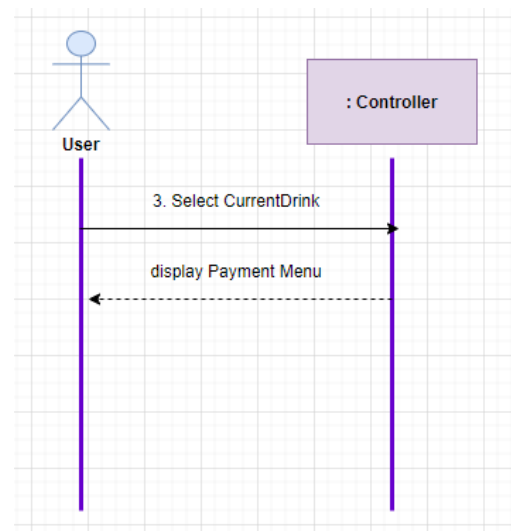 : Controller
User
3. Select CurrentDrink
display Payment Menu